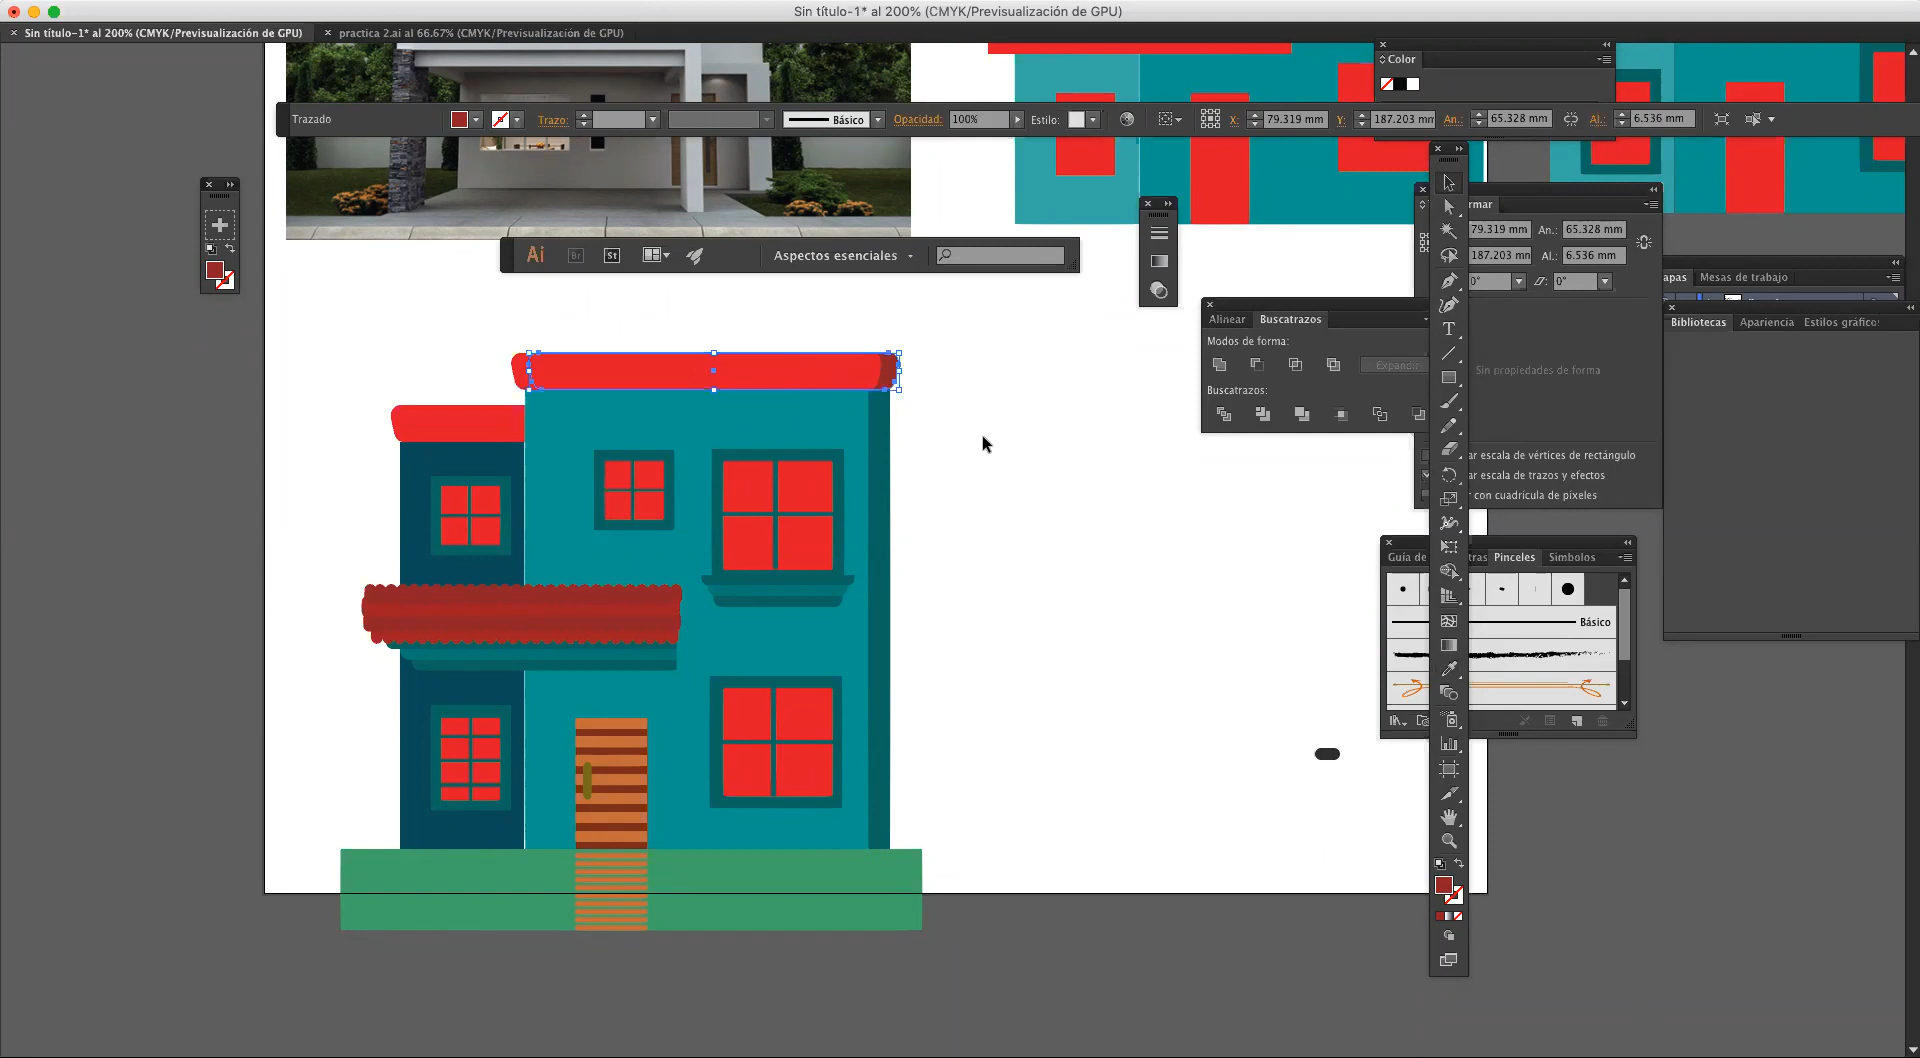 Sin título-1* al 200% (CMYK/Previsualización de GPU)
Sin título-1* al 200% (CMYK/Previsualización de GPU)
practica 2.ai al 66.67% (CMYK/Previsualización de GPU)
Color
Trazado
Trazo:
Básico
Opacidad:
100%
Estilo:
X:
79.319 mm
Y:
187.203 mm
An.:
65.328 mm
Al.:
6.536 mm
rmar
79.319 mm
An.:
65.328 mm
187.203 mm
Al.:
6.536 mm
0°
0°
Ai
Br
St
Aspectos esenciales
apas
Mesas de trabajo
Alinear
Buscatrazos
Modos de forma:
Expandir
Buscatrazos:
Bibliotecas
Apariencia
Estilos gráficos
Sin propiedades de forma
ar escala de vértices de rectángulo
ar escala de trazos y efectos
r con cuadrícula de píxeles
Guía de
tras
Pinceles
Símbolos
Básico
T